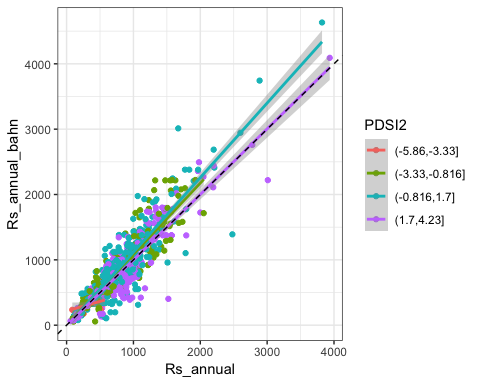 Rs_annual_bahn
4000
3000
2000
1000
0
0 1000 2000 3000 4000
Rs_annual
PDSI2
(-5.86,-3.33]
(-3.33,-0.816]
(-0.816,1.7]
(1.7,4.23]